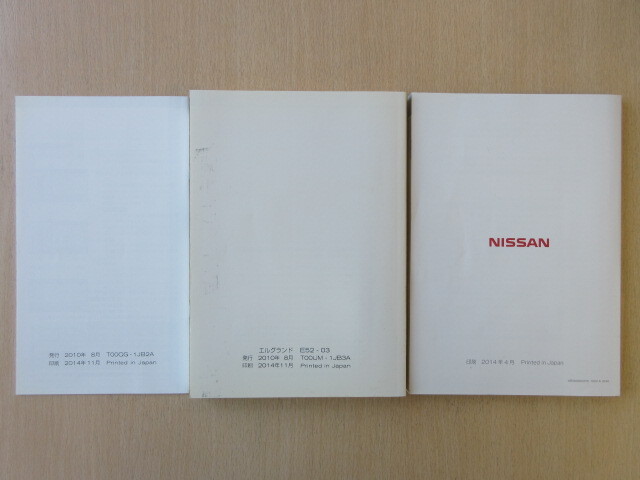 発行 2010年 8月 T00QG-1JB2A
印刷 2014年11月 Printed in Japan
エルグランド E52-03
発行 2010年 8月 T00UM-1JB3A
印刷 2014年11月 Printed in Japan
NISSAN
印刷 2014年4月 Printed in Japan